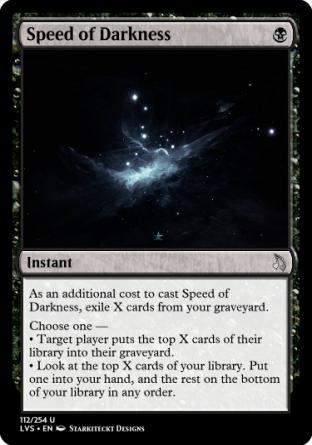 Speed of Darkness
Instant
As an additional cost to cast Speed of
Darkness, exile X cards from your graveyard.
Choose one —
• Target player puts the top X cards of their
library into their graveyard.
• Look at the top X cards of your library. Put
one into your hand, and the rest on the bottom
of your library in any order.
112/254 U
LVS • EN Starkiteckt Designs